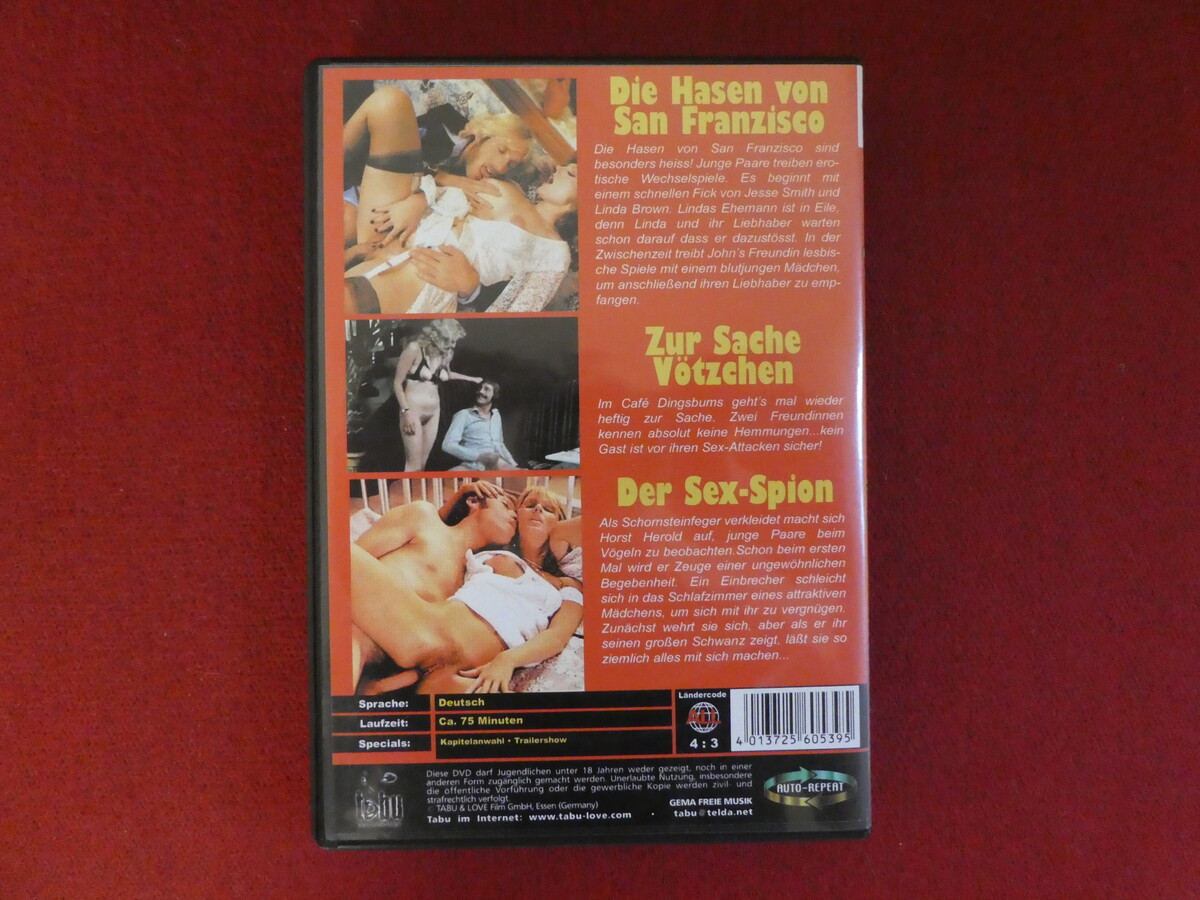 Die Hasen von
San Franzisco
Die Hasen von San Franzisco sind
besonders heiss! Junge Paare treiben ero-
tische Wechselspiele. Es beginnt mit
einem schnellen Fick von Jesse Smith und
Linda Brown. Lindas Ehemann ist in Eile,
denn Linda und ihr Liebhaber warten
schon darauf dass er dazustösst. In der
Zwischenzeit treibt John's Freundin lesbis-
che Spiele mit einem blutjungen Mädchen,
um anschließend ihren Liebhaber zu emp-
fangen.
Zur Sache
Vötzchen
Im Café Dingsbums geht's mal wieder
heftig zur Sache. Zwei Freundinnen
kennen absolut keine Hemmungen...kein
Gast ist vor ihren Sex-Attacken sicher!
Der Sex-Spion
Als Schornsteinfeger verkleidet macht sich
Horst Herold auf, junge Paare beim
Vögeln zu beobachten.Schon beim ersten
Mal wird er Zeuge einer ungewöhnlichen
Begebenheit. Ein Einbrecher schleicht
sich in das Schlafzimmer eines attraktiven
Mädchens, um sich mit ihr zu vergnügen.
Zunächst wehrt sie sich, aber als er ihr
seinen großen Schwanz zeigt, läßt sie so
ziemlich alles mit sich machen...
Sprache: Deutsch
Laufzeit: Ca. 75 Minuten
Specials: Kapitelanwahl • Trailershow
Ländercode
ALL
4 : 3
4 013725 605395
tabu
Diese DVD darf Jugendlichen unter 18 Jahren weder gezeigt, noch in einer
anderen Form zugänglich gemacht werden. Unerlaubte Nutzung, insbesondere
die öffentliche Vorführung oder die gewerbliche Kopie werden zivil- und
strafrechtlich verfolgt.
© TABU & LOVE Film GmbH, Essen (Germany)
GEMA FREIE MUSIK
Tabu im Internet: www.tabu-love.com · tabu@telda.net
AUTO-REPEAT